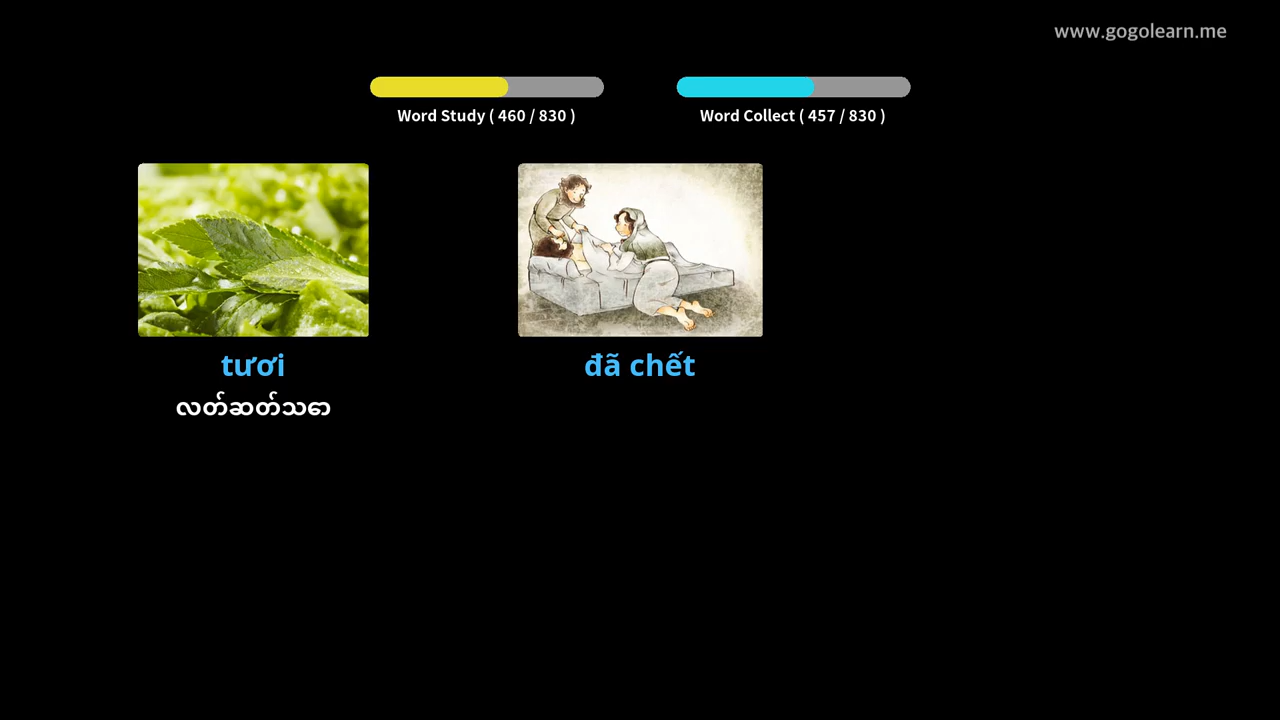 www.gogolearn.me
Word Study ( 460 / 830 )
Word Collect ( 457 / 830 )
tươi
လတ်ဆတ်သော
đã chết